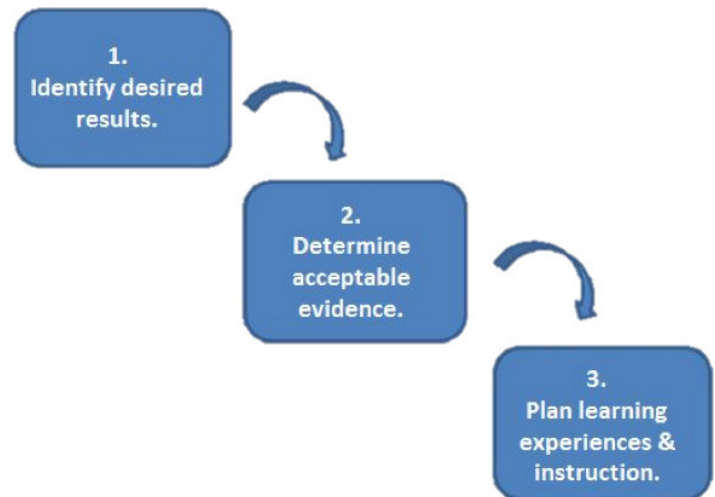 1.
Identify desired
results.
2.
Determine
acceptable
evidence.
3.
Plan learning
experiences &
instruction.